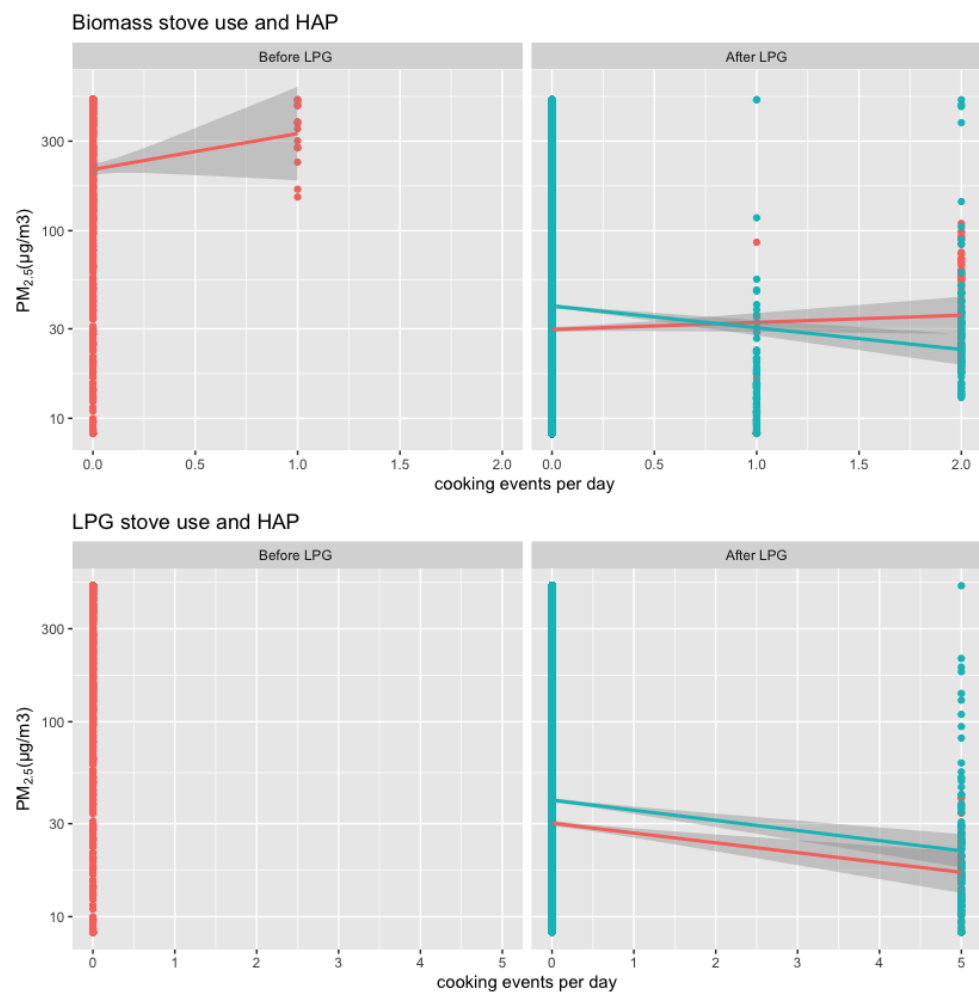 Biomass stove use and HAP
Before LPG After LPG
300
100
30
10
PM2.5(µg/m3)
0.0 0.5 1.0 1.5 2.0 0.0 0.5 1.0 1.5 2.0
cooking events per day
LPG stove use and HAP
Before LPG After LPG
300
100
30
10
PM2.5(µg/m3)
0 1 2 3 4 5 0 1 2 3 4 5
cooking events per day